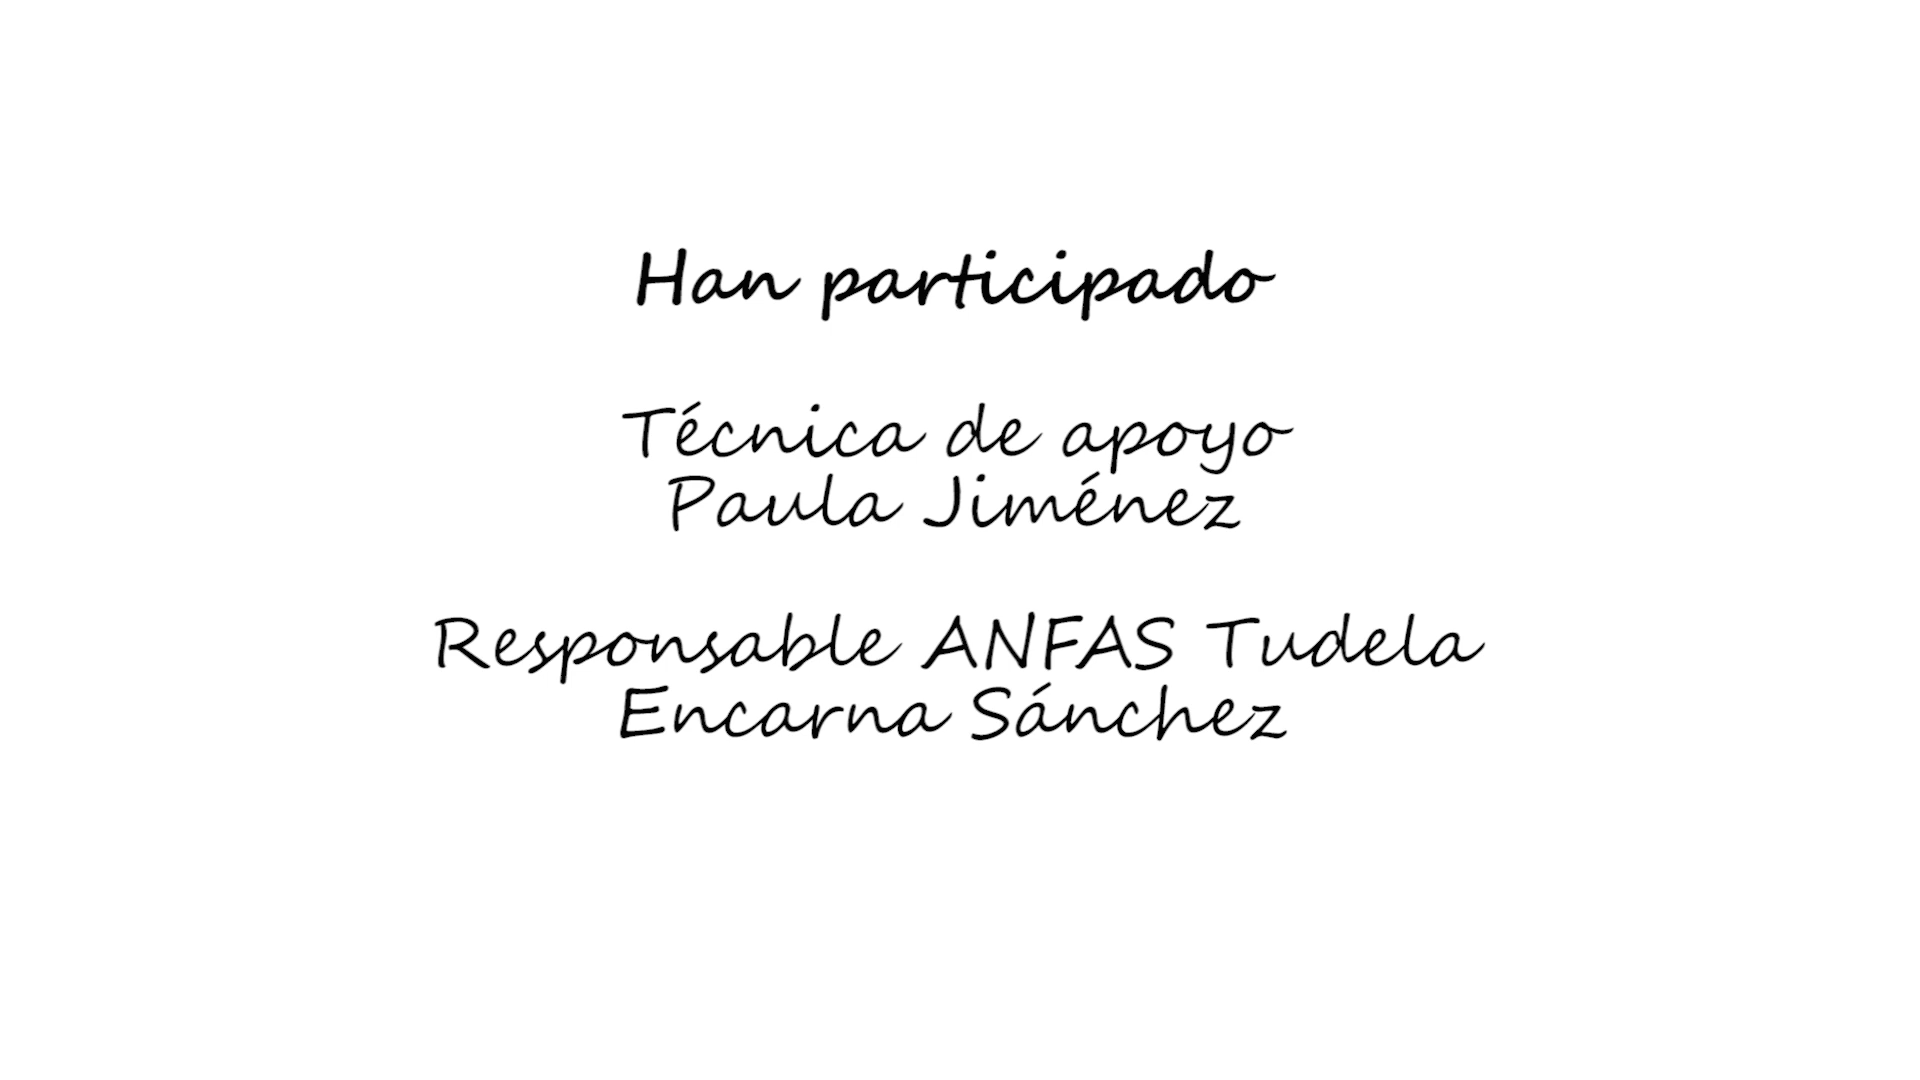 Han participado
Técnica de apoyo
Paula Jiménez
Responsable ANFAS Tudela
Encarna Sánchez